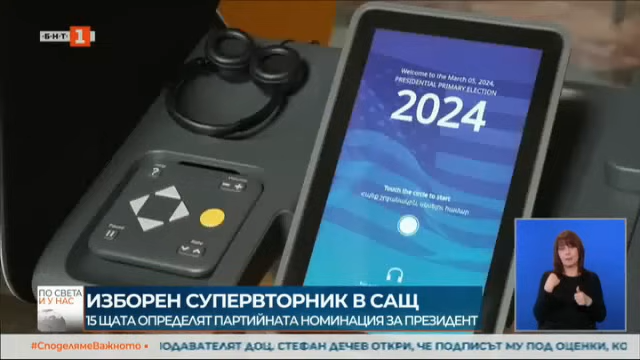 БНТ 1
Welcome to the March 05, 2024,
PRESIDENTIAL PRIMARY ELECTION
2024
Touch the circle to start
ПО СВЕТА
И У НАС
ИЗБОРЕН СУПЕРВТОРНИК В САЩ
15 ЩАТА ОПРЕДЕЛЯТ ПАРТИЙНАТА НОМИНАЦИЯ ЗА ПРЕЗИДЕНТ
#СподелямеВажното ЮДАВАТЕЛЯТ ДОЦ. СТЕФАН ДЕЧЕВ ОТКРИ, ЧЕ ПОДПИСЪТ МУ ПОД ОЦЕНКИ, КО